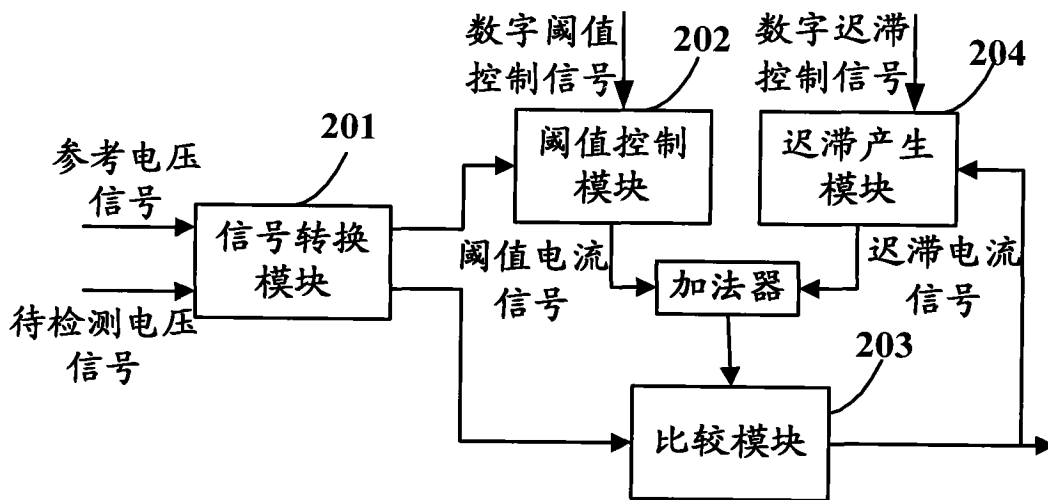 数字阈值
控制信号
202
数字迟滞
控制信号
204
201
参考电压
信号
信号转换
模块
待检测电压
信号
阈值控制
模块
迟滞产生
模块
阈值电流
信号
加法器
迟滞电流
信号
203
比较模块